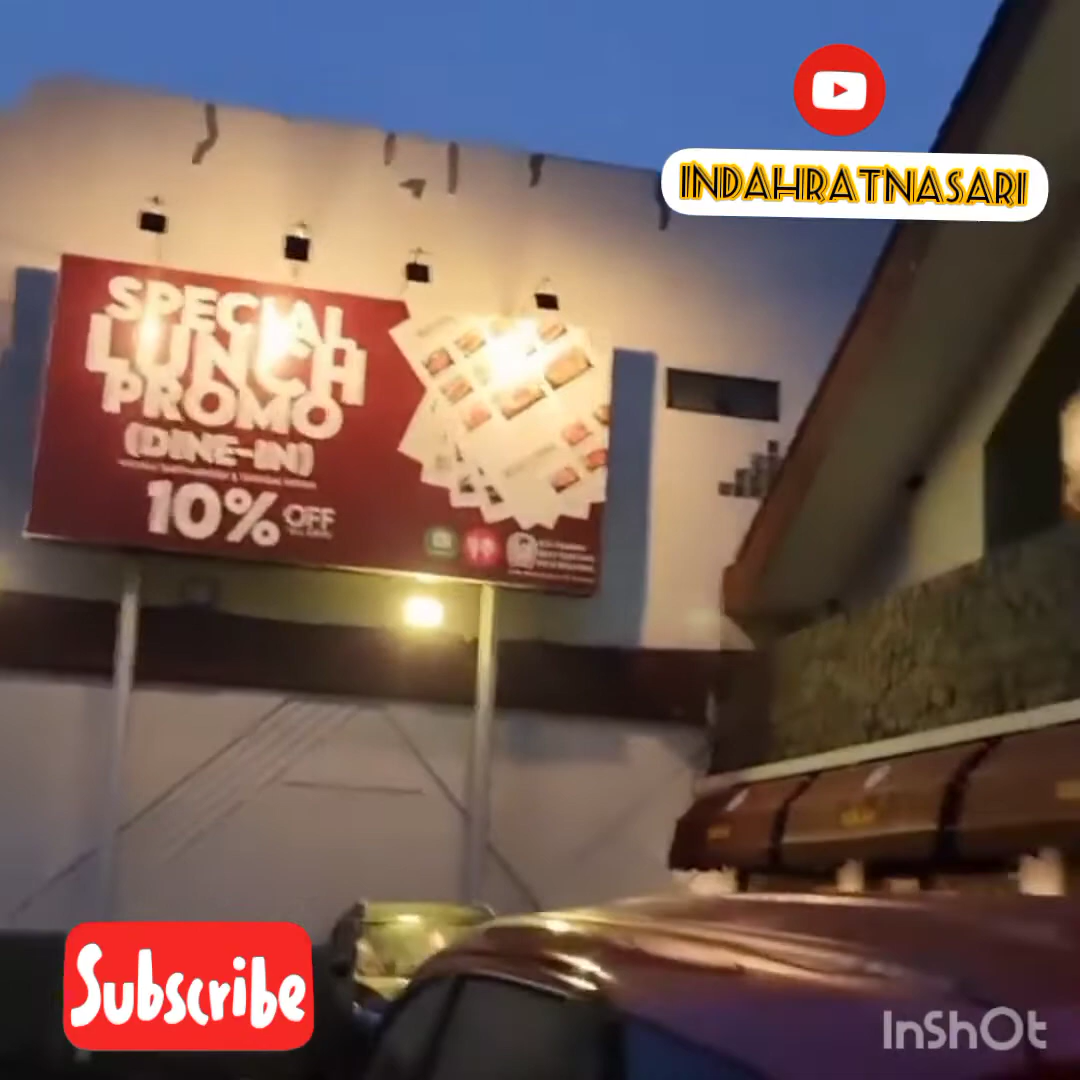 INDAHRATNASARI
SPECIAL
LUNCH
PROMO
(DINE-IN)
10% OFF
Subscribe
InShOt